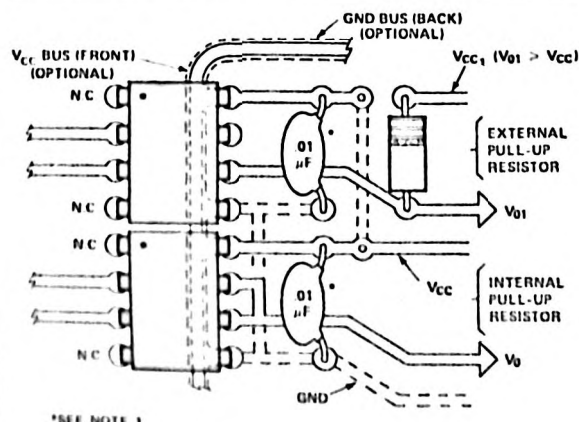 GND BUS (BACK)
(OPTIONAL)
VCC BUS (FRONT)
(OPTIONAL)
VCC1 (V01 > VCC)
NC
.01
µF
*
EXTERNAL
PULL-UP
RESISTOR
NC
V01
NC
VCC
.01
µF
*
INTERNAL
PULL-UP
RESISTOR
NC
V0
GND
*SEE NOTE 1